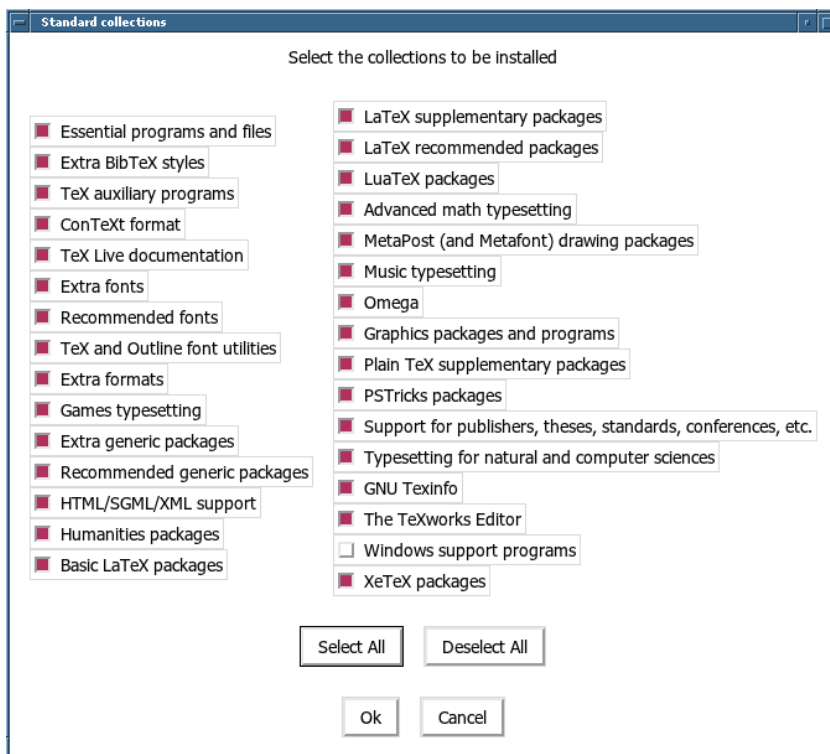 Standard collections
Select the collections to be installed
Essential programs and files
Extra BibTeX styles
TeX auxiliary programs
ConTeXt format
TeX Live documentation
Extra fonts
Recommended fonts
TeX and Outline font utilities
Extra formats
Games typesetting
Extra generic packages
Recommended generic packages
HTML/SGML/XML support
Humanities packages
Basic LaTeX packages
LaTeX supplementary packages
LaTeX recommended packages
LuaTeX packages
Advanced math typesetting
MetaPost (and Metafont) drawing packages
Music typesetting
Omega
Graphics packages and programs
Plain TeX supplementary packages
PSTricks packages
Support for publishers, theses, standards, conferences, etc.
Typesetting for natural and computer sciences
GNU Texinfo
The TeXworks Editor
Windows support programs
XeTeX packages
Select All
Deselect All
Ok
Cancel